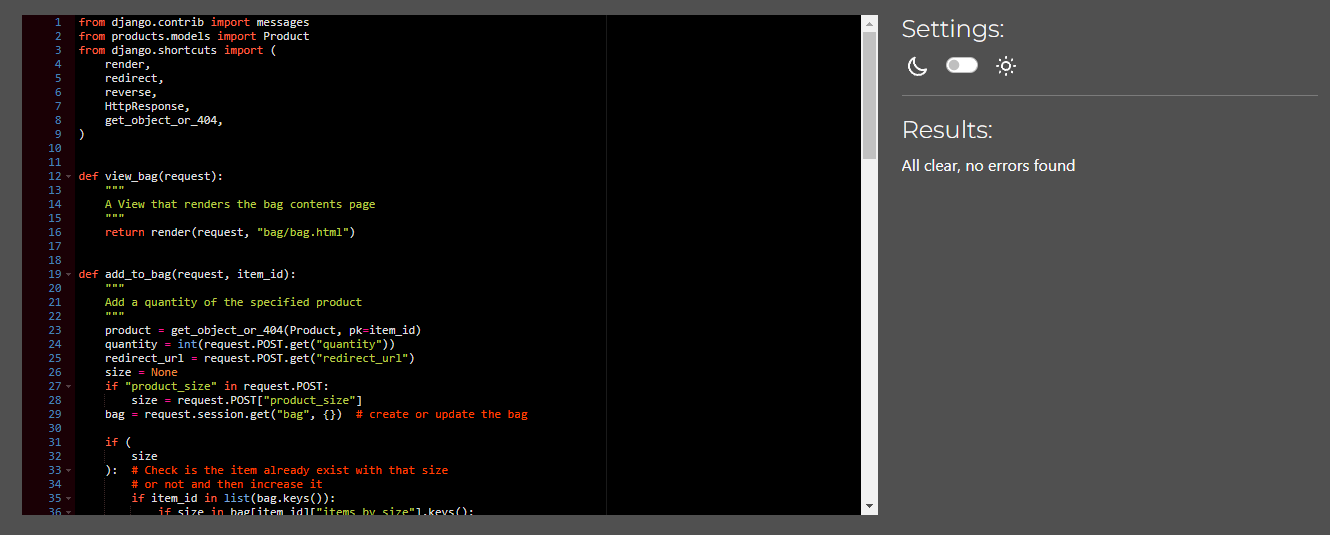 1 from django.contrib import messages
2 from products.models import Product
3 from django.shortcuts import (
4     render,
5     redirect,
6     reverse,
7     HttpResponse,
8     get_object_or_404,
9 )
10
11
12 def view_bag(request):
13     """
14     A View that renders the bag contents page
15     """
16     return render(request, "bag/bag.html")
17
18
19 def add_to_bag(request, item_id):
20     """
21     Add a quantity of the specified product
22     """
23     product = get_object_or_404(Product, pk=item_id)
24     quantity = int(request.POST.get("quantity"))
25     redirect_url = request.POST.get("redirect_url")
26     size = None
27     if "product_size" in request.POST:
28         size = request.POST["product_size"]
29     bag = request.session.get("bag", {})  # create or update the bag
30
31     if (
32         size
33     ):  # Check is the item already exist with that size
34         # or not and then increase it
35         if item_id in list(bag.keys()):
36             if size in bag[item_id]["items_by_size"].keys():
Settings:
Results:
All clear, no errors found